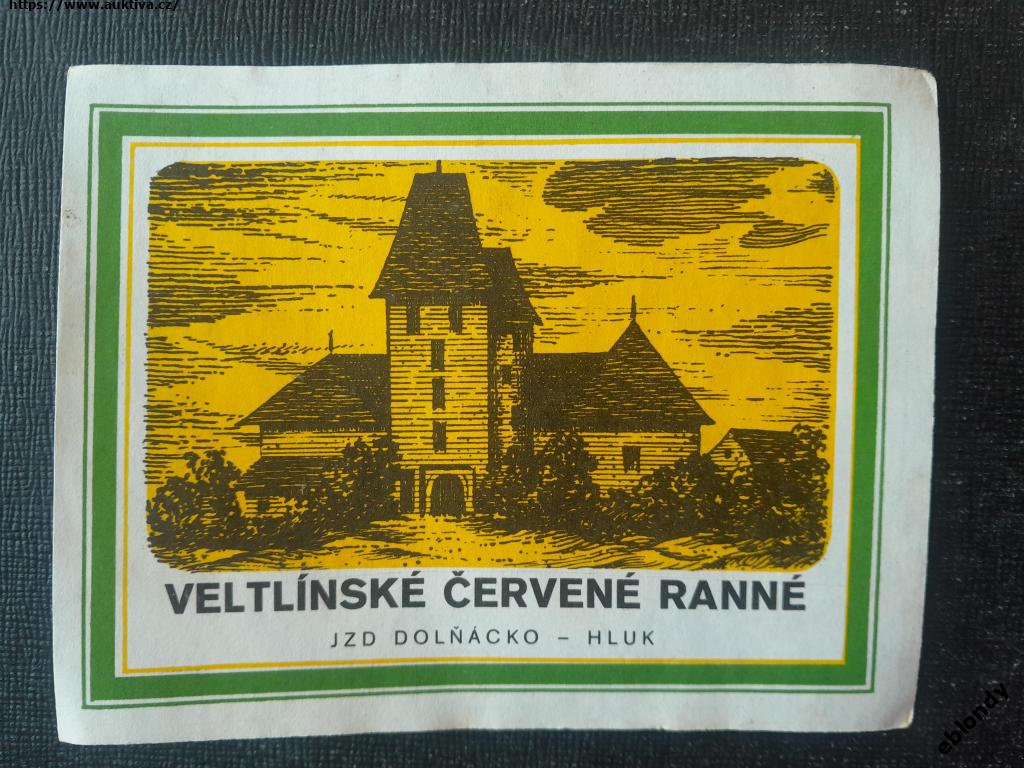 https://www.auktiva.cz/
VELTLÍNSKÉ ČERVENÉ RANNÉ
JZD DOLŇÁCKO – HLUK
eblondy